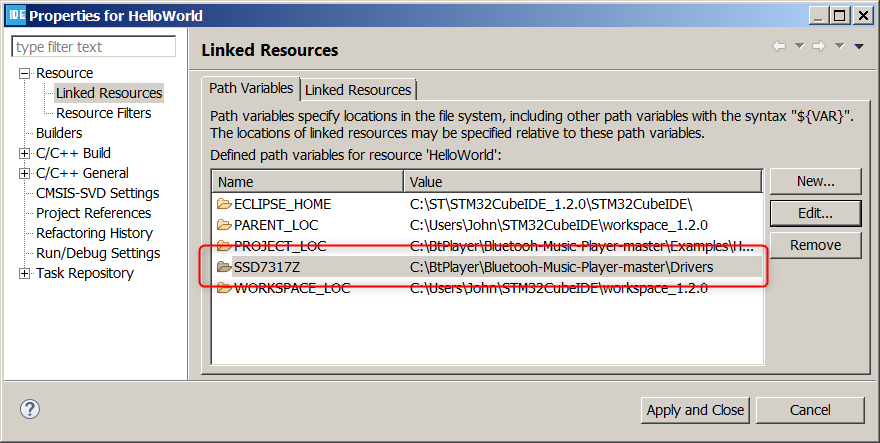 IDE Properties for HelloWorld
type filter text
Resource
Linked Resources
Resource Filters
Builders
C/C++ Build
C/C++ General
CMSIS-SVD Settings
Project References
Refactoring History
Run/Debug Settings
Task Repository
Linked Resources
Path Variables Linked Resources
Path variables specify locations in the file system, including other path variables with the syntax "${VAR}".
The locations of linked resources may be specified relative to these path variables.
Defined path variables for resource 'HelloWorld':
Name Value
ECLIPSE_HOME C:\ST\STM32CubeIDE_1.2.0\STM32CubeIDE\
PARENT_LOC C:\Users\John\STM32CubeIDE\workspace_1.2.0
PROJECT_LOC C:\BtPlayer\Bluetooh-Music-Player-master\Examples\H...
SSD7317Z C:\BtPlayer\Bluetooh-Music-Player-master\Drivers
WORKSPACE_LOC C:\Users\John\STM32CubeIDE\workspace_1.2.0
New...
Edit...
Remove
?
Apply and Close Cancel